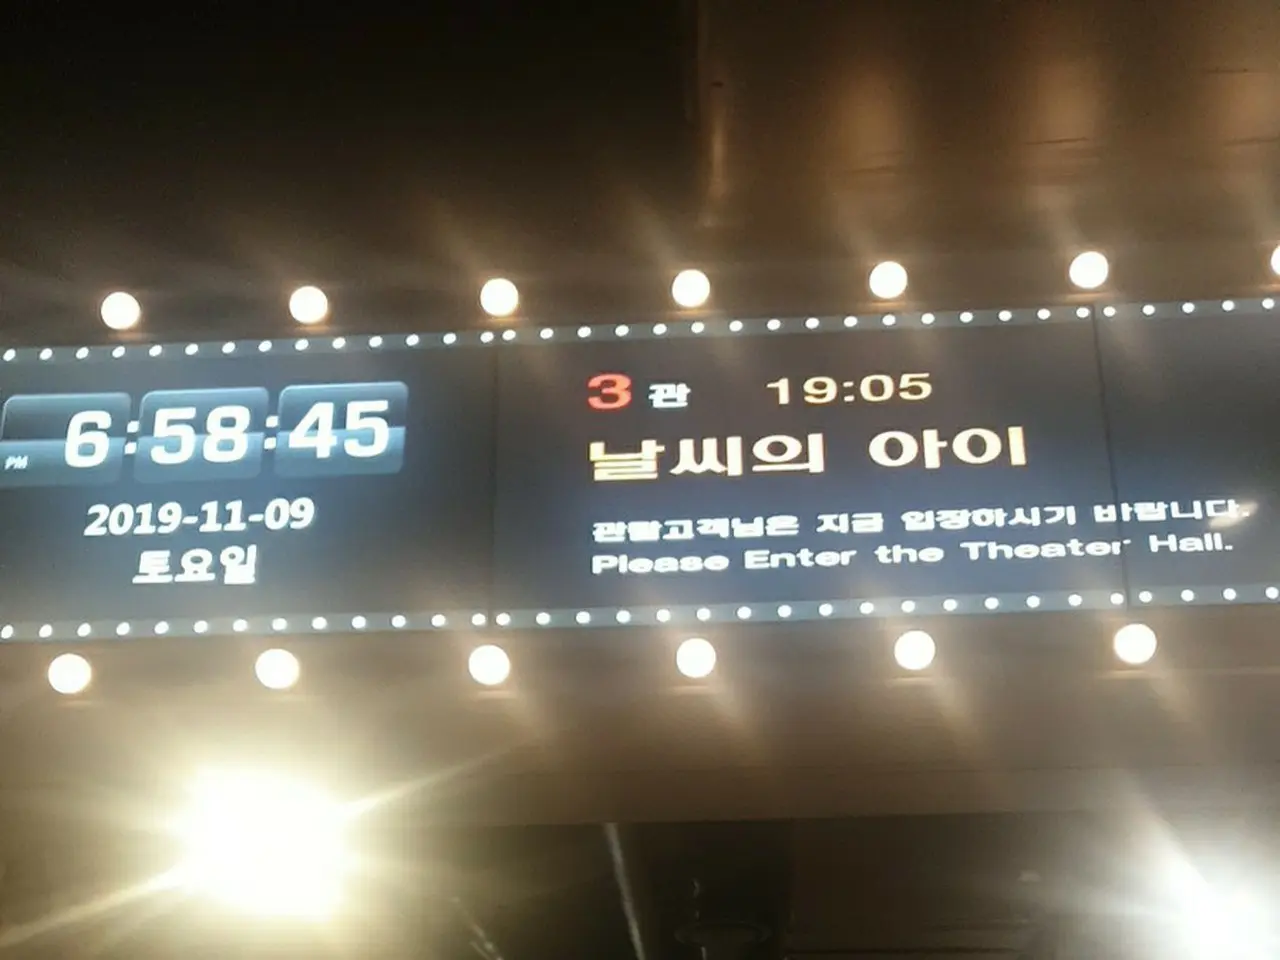 PM 6:58:45
2019-11-09
토요일
3 관 19:05
날씨의 아이
관람고객님은 지금 입장하시기 바랍니다.
Please Enter the Theater Hall.